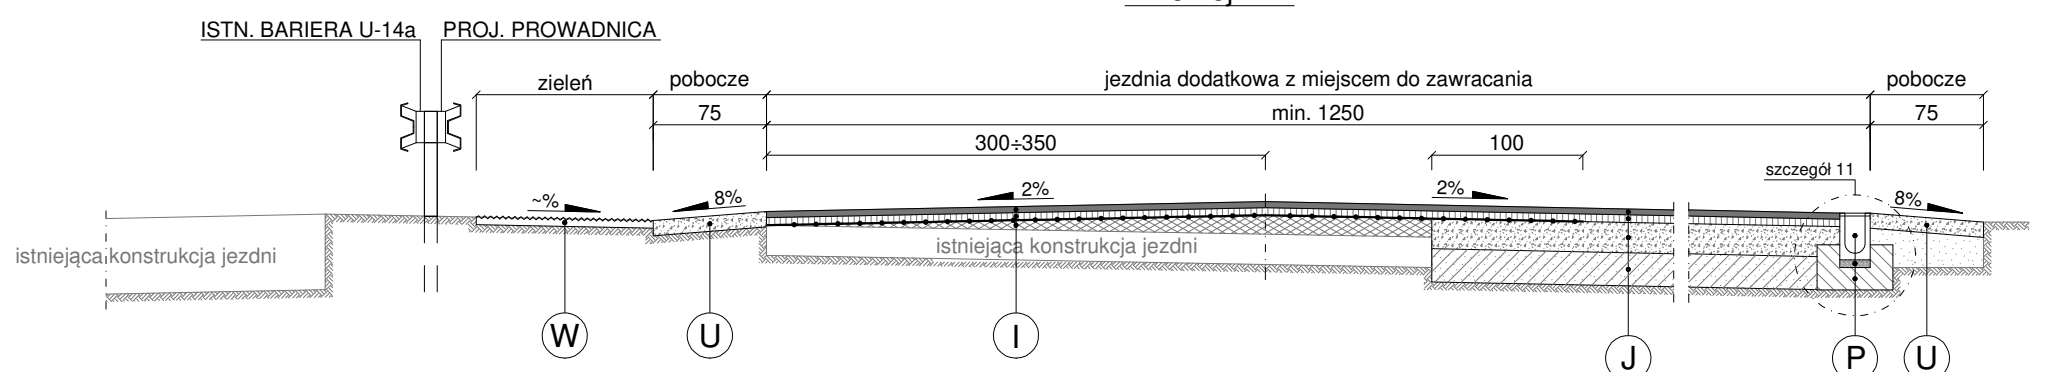 ISTN. BARIERA U-14a PROJ. PROWADNICA
zieleń pobocze jezdnia dodatkowa z miejscem do zawracania pobocze
75 min. 1250 75
300÷350 100
szczegół 11
~% 8% 2% 2% 8%
istniejąca konstrukcja jezdni
istniejąca konstrukcja jezdni
W U I J P U